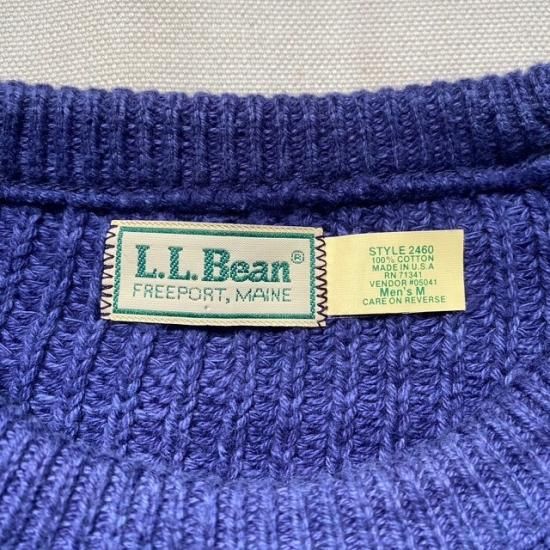 L.L.Bean®
FREEPORT, MAINE
STYLE 2460
100% COTTON
MADE IN U.S.A
RN 71341
VENDOR #05041
Men's M
CARE ON REVERSE